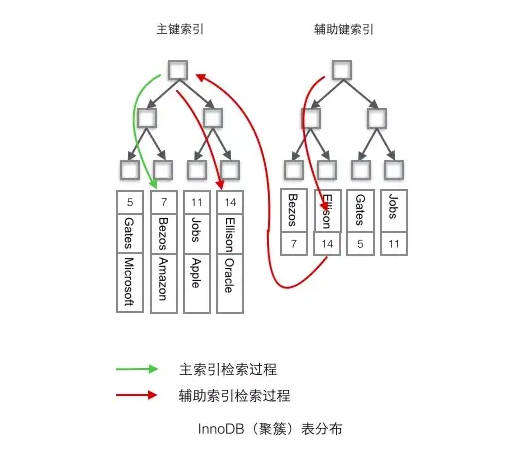 主键索引
辅助键索引
5 7 11 14
Gates Bezos Jobs Ellison
Microsoft Amazon Apple Oracle
Bezos Ellison Gates Jobs
7 14 5 11
主索引检索过程
辅助索引检索过程
InnoDB（聚簇）表分布